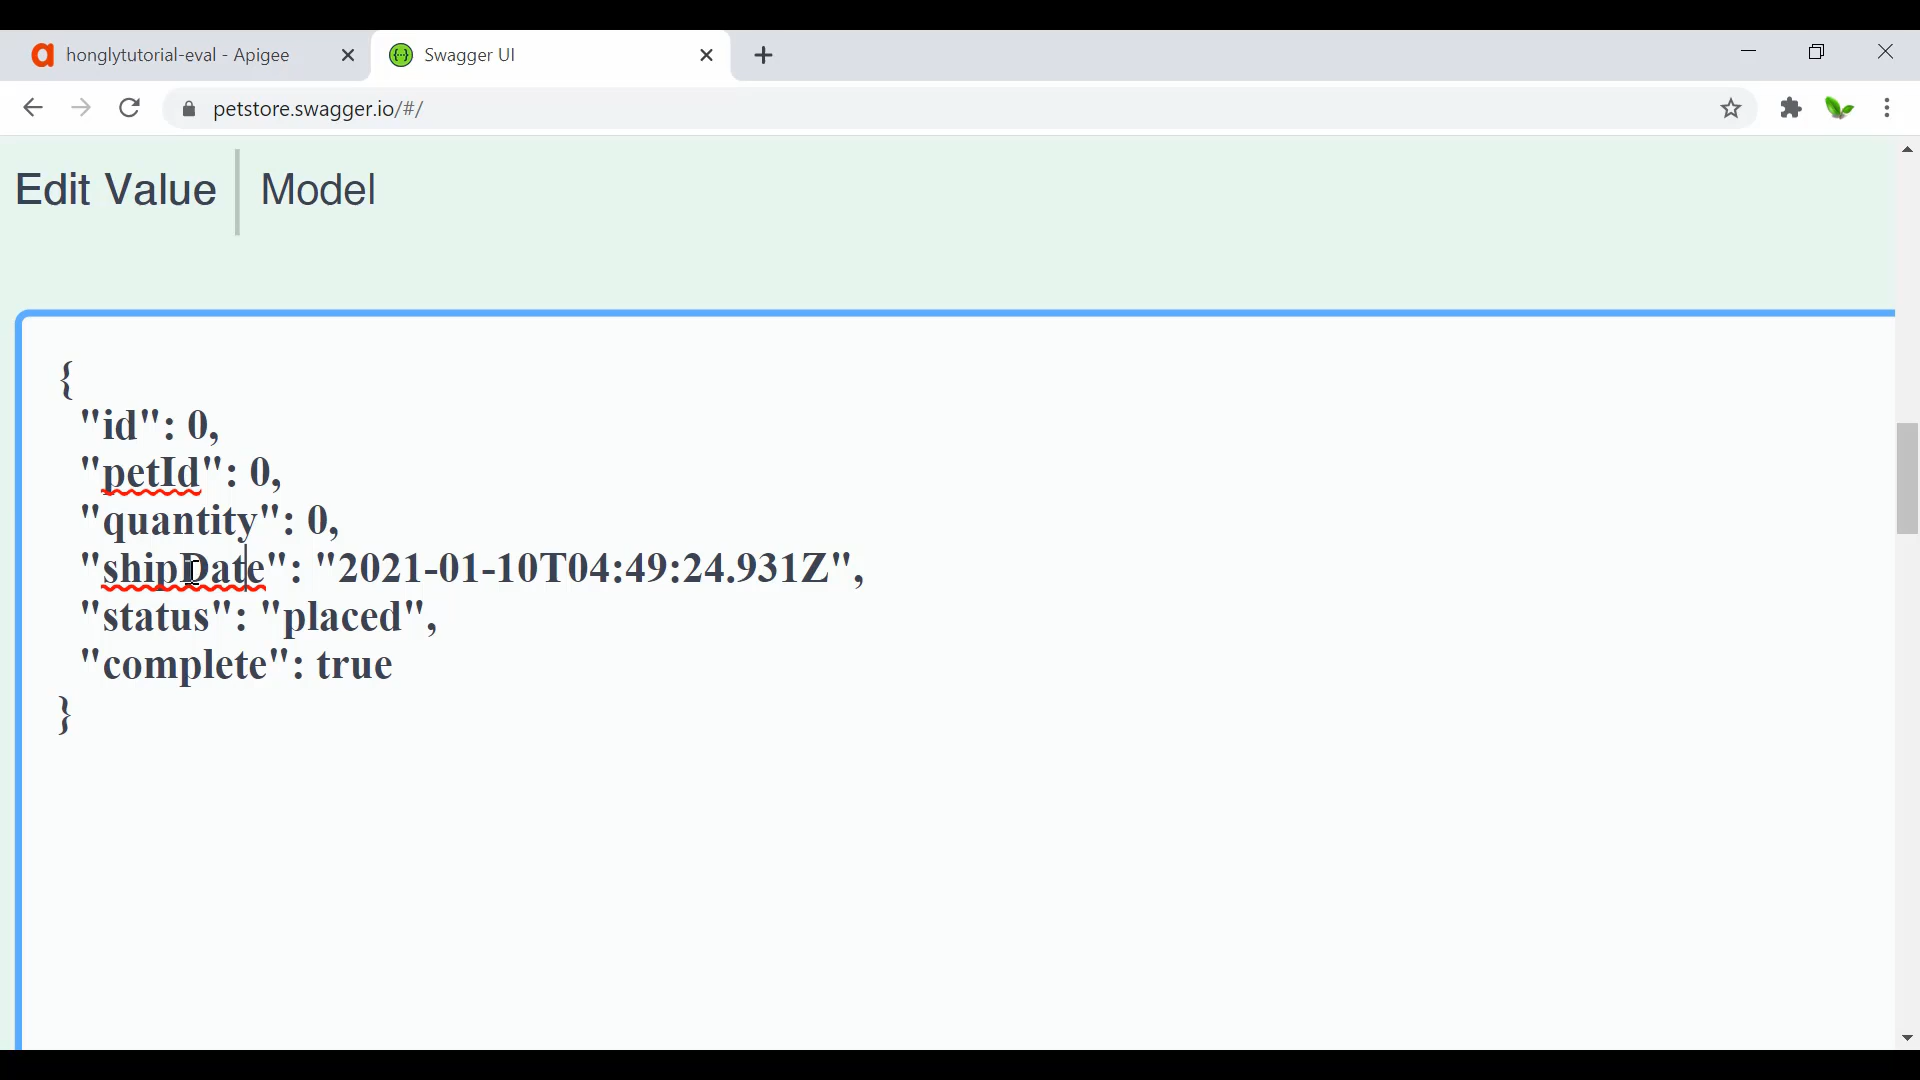 honglytutorial-eval - Apigee
Swagger UI
petstore.swagger.io/#/
Edit Value
Model
{
"id": 0,
"petId": 0,
"quantity": 0,
"shipDate": "2021-01-10T04:49:24.931Z",
"status": "placed",
"complete": true
}